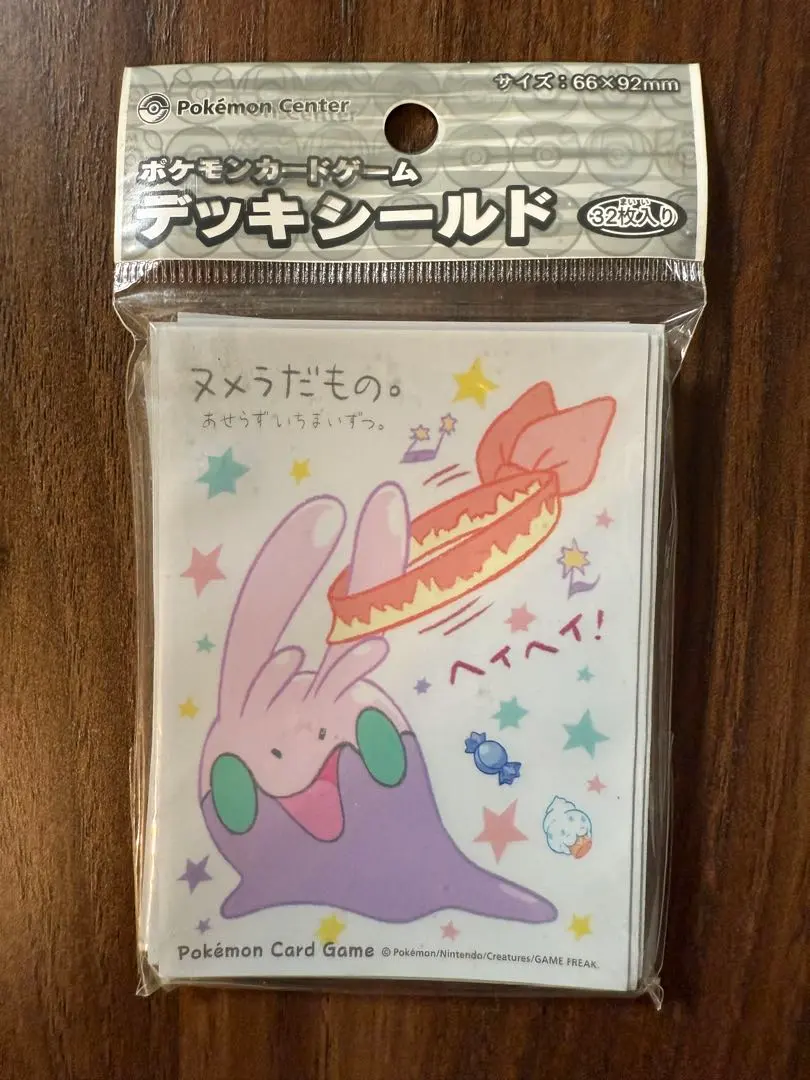 サイズ：66×92mm
Pokémon Center
ポケモンカードゲーム
デッキシールド
まいい
32枚入り
ヌメラだもの。
あせらずいちまいずつ。
ヘイヘイ!
Pokémon Card Game
© Pokémon/Nintendo/Creatures/GAME FREAK.